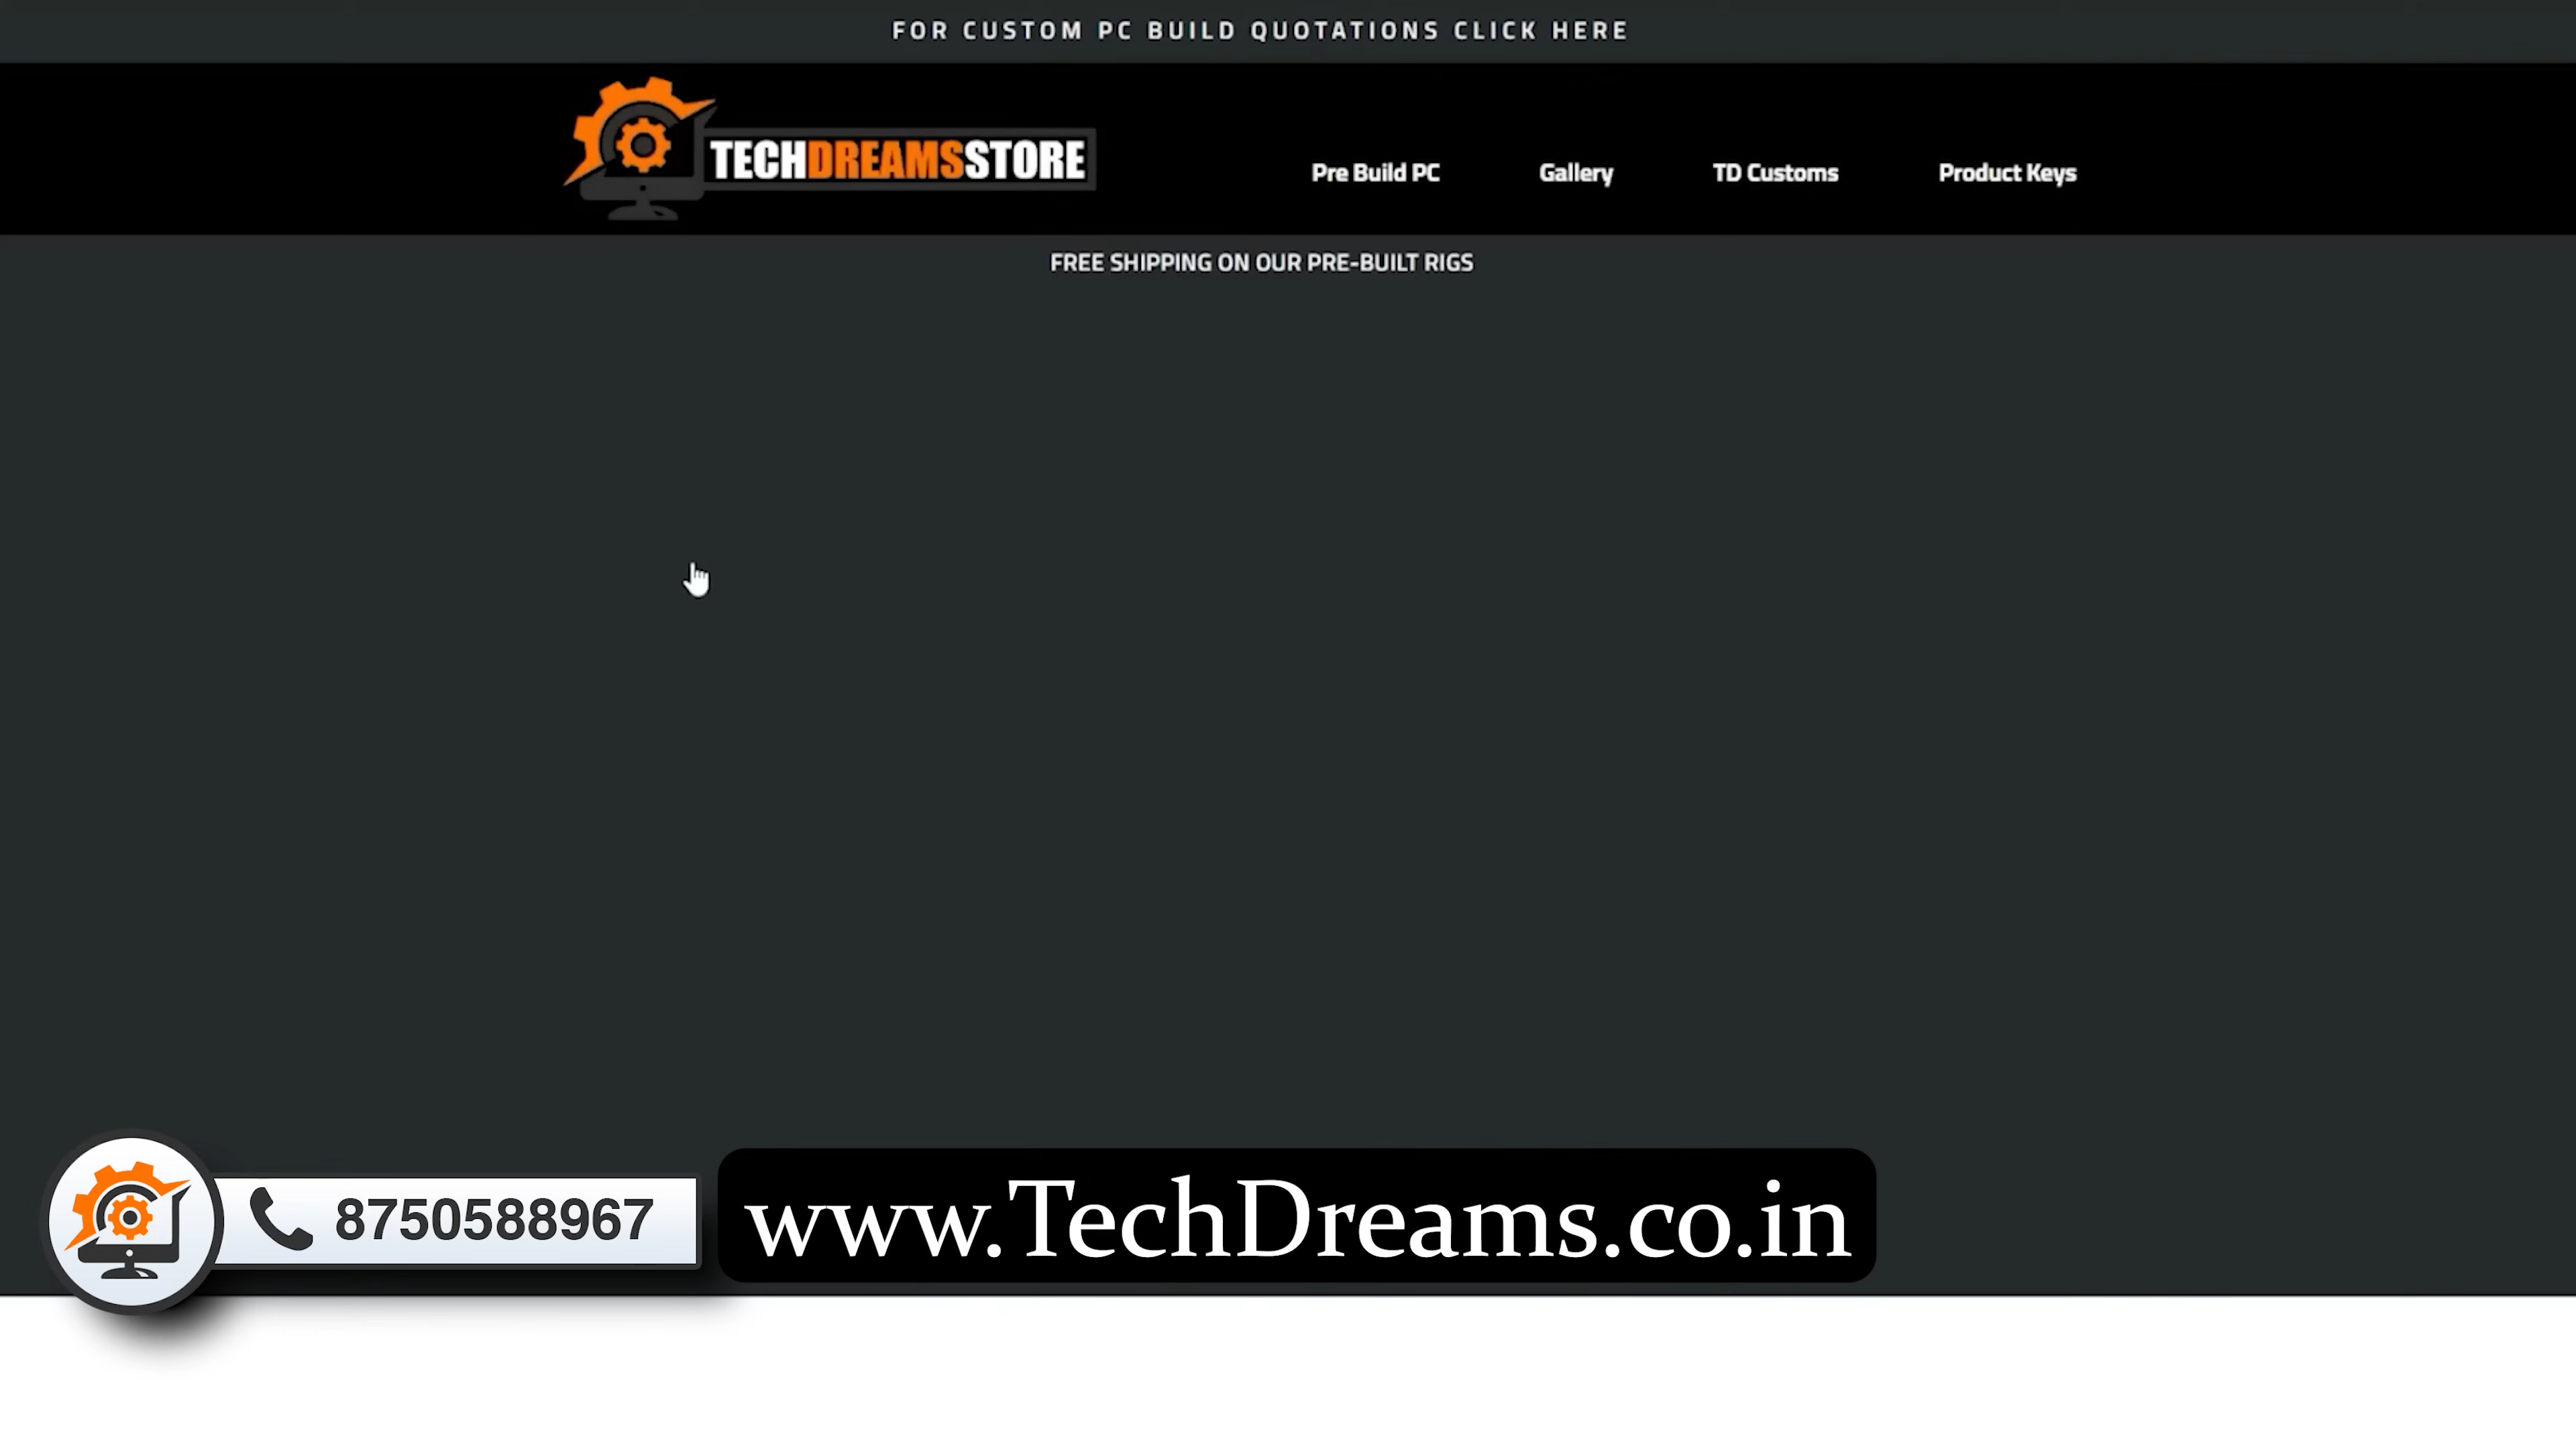 FOR CUSTOM PC BUILD QUOTATIONS CLICK HERE
TECHDREAMSSTORE
Pre Build PC Gallery TD Customs Product Keys
FREE SHIPPING ON OUR PRE-BUILT RIGS
8750588967
www.TechDreams.co.in